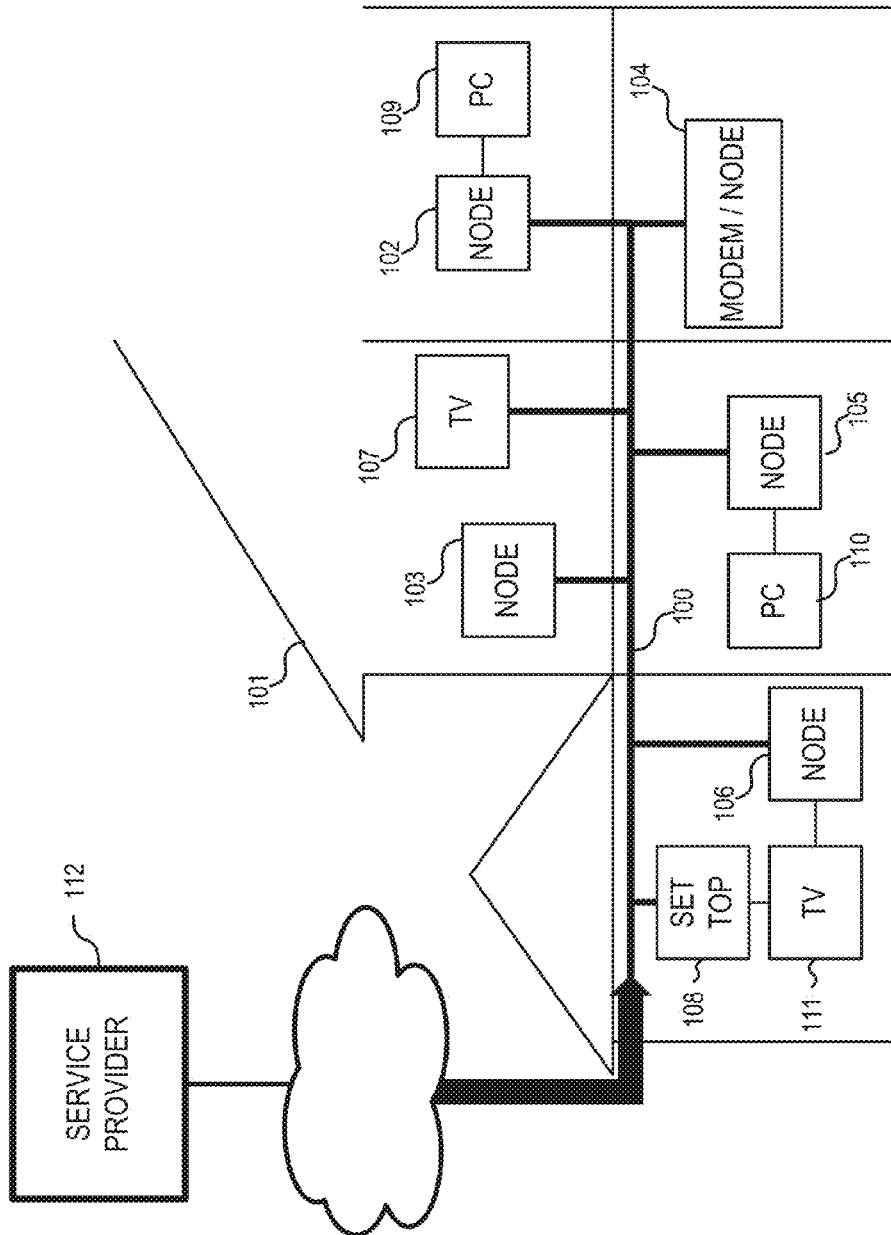 112
SERVICE
PROVIDER
101
103
NODE
107
TV
102
NODE
109
PC
100
SET
TOP
108
TV
111
106
NODE
PC
110
NODE
105
104
MODEM / NODE